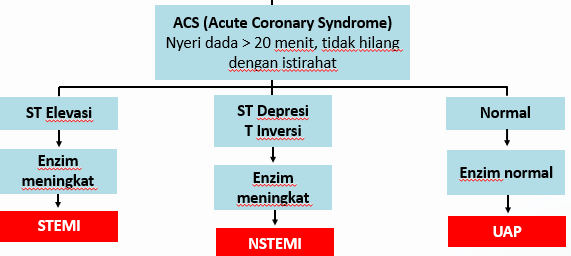 ACS (Acute Coronary Syndrome)
Nyeri dada > 20 menit, tidak hilang
dengan istirahat
ST Elevasi
Enzim
meningkat
STEMI
ST Depresi
T Inversi
Enzim
meningkat
NSTEMI
Normal
Enzim normal
UAP